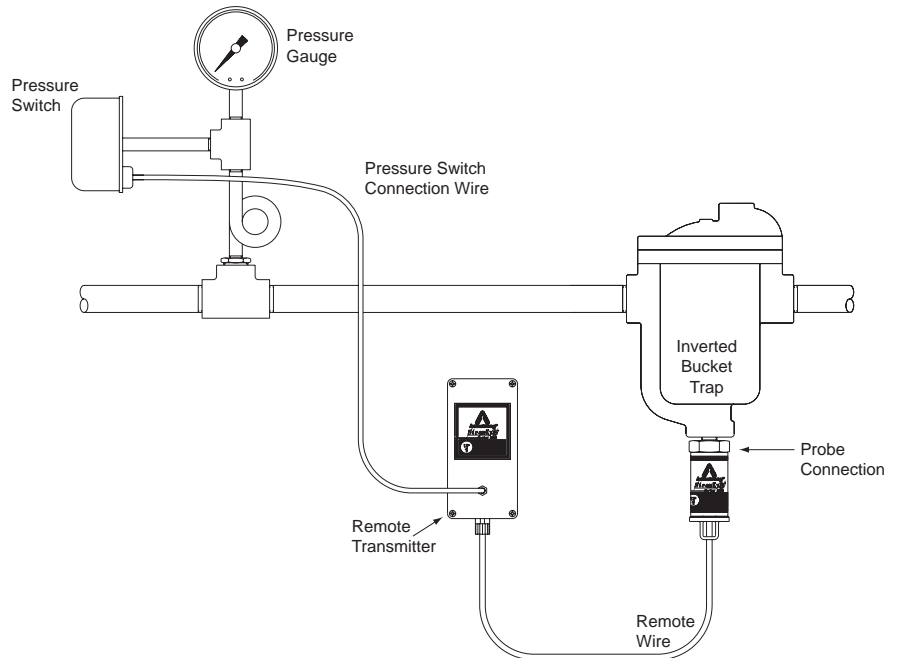 Pressure
Gauge
Pressure
Switch
Pressure Switch
Connection Wire
Inverted
Bucket
Trap
Probe
Connection
Remote
Transmitter
Remote
Wire